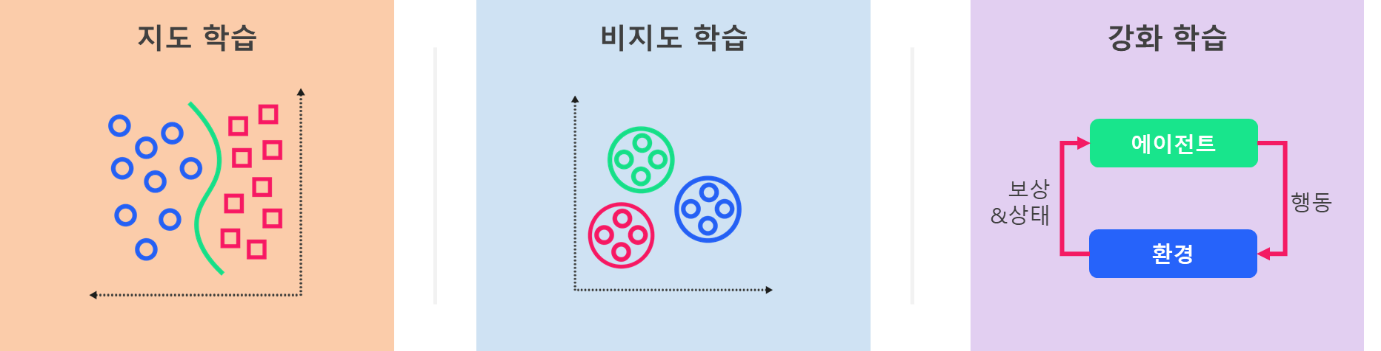 지도 학습
비지도 학습
강화 학습
에이전트
보상
&상태
행동
환경